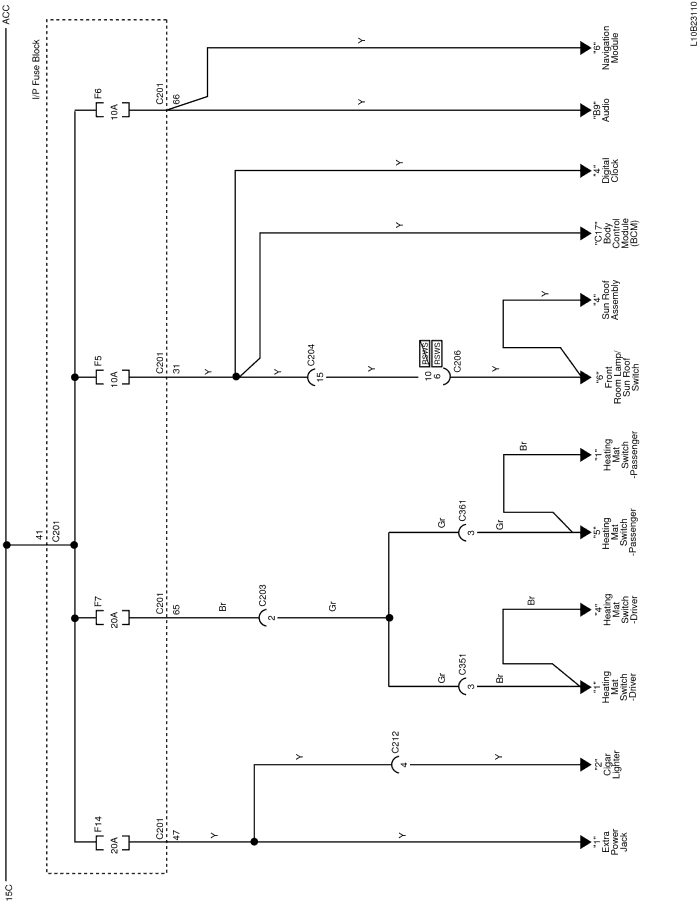 15C
ACC
I/P Fuse Block
41
C201
F14
20A
C201
47
Y
Y
Y
C212
4
Y
"1"
Extra
Power
Jack
"2"
Cigar
Lighter
F7
20A
C201
65
Br
C203
2
Gr
Gr
C351
3
Br
Br
"1"
Heating
Mat
Switch
-Driver
"4"
Heating
Mat
Switch
-Driver
Gr
C361
3
Gr
Br
"5"
Heating
Mat
Switch
-Passenger
"1"
Heating
Mat
Switch
-Passenger
F5
10A
C201
31
Y
Y
C204
15
Y
RSWS
RSWS
10
6
C206
Y
Y
"6"
Front
Room Lamp/
Sun Roof
Switch
"4"
Sun Roof
Assembly
Y
"C17"
Body
Control
Module
(BCM)
Y
"4"
Digital
Clock
F6
10A
C201
66
Y
"B9"
Audio
Y
"6"
Navigation
Module
L10B23110